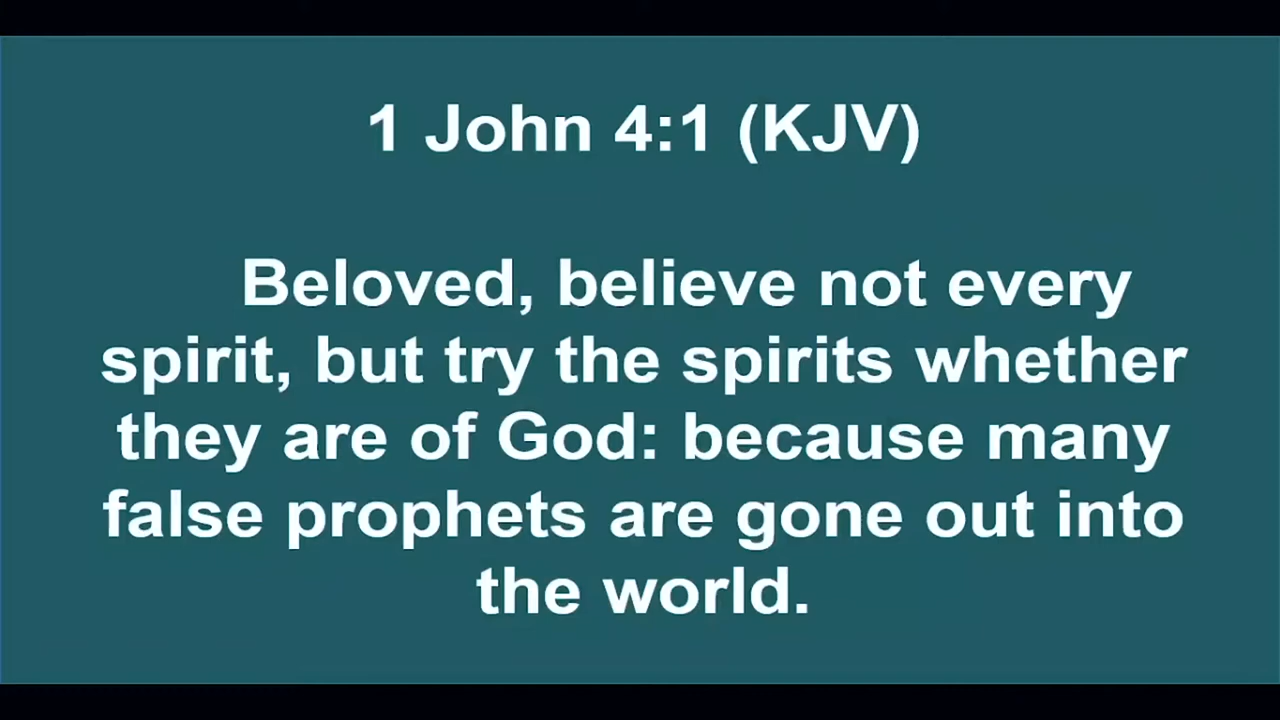 1 John 4:1 (KJV)
Beloved, believe not every
spirit, but try the spirits whether
they are of God: because many
false prophets are gone out into
the world.